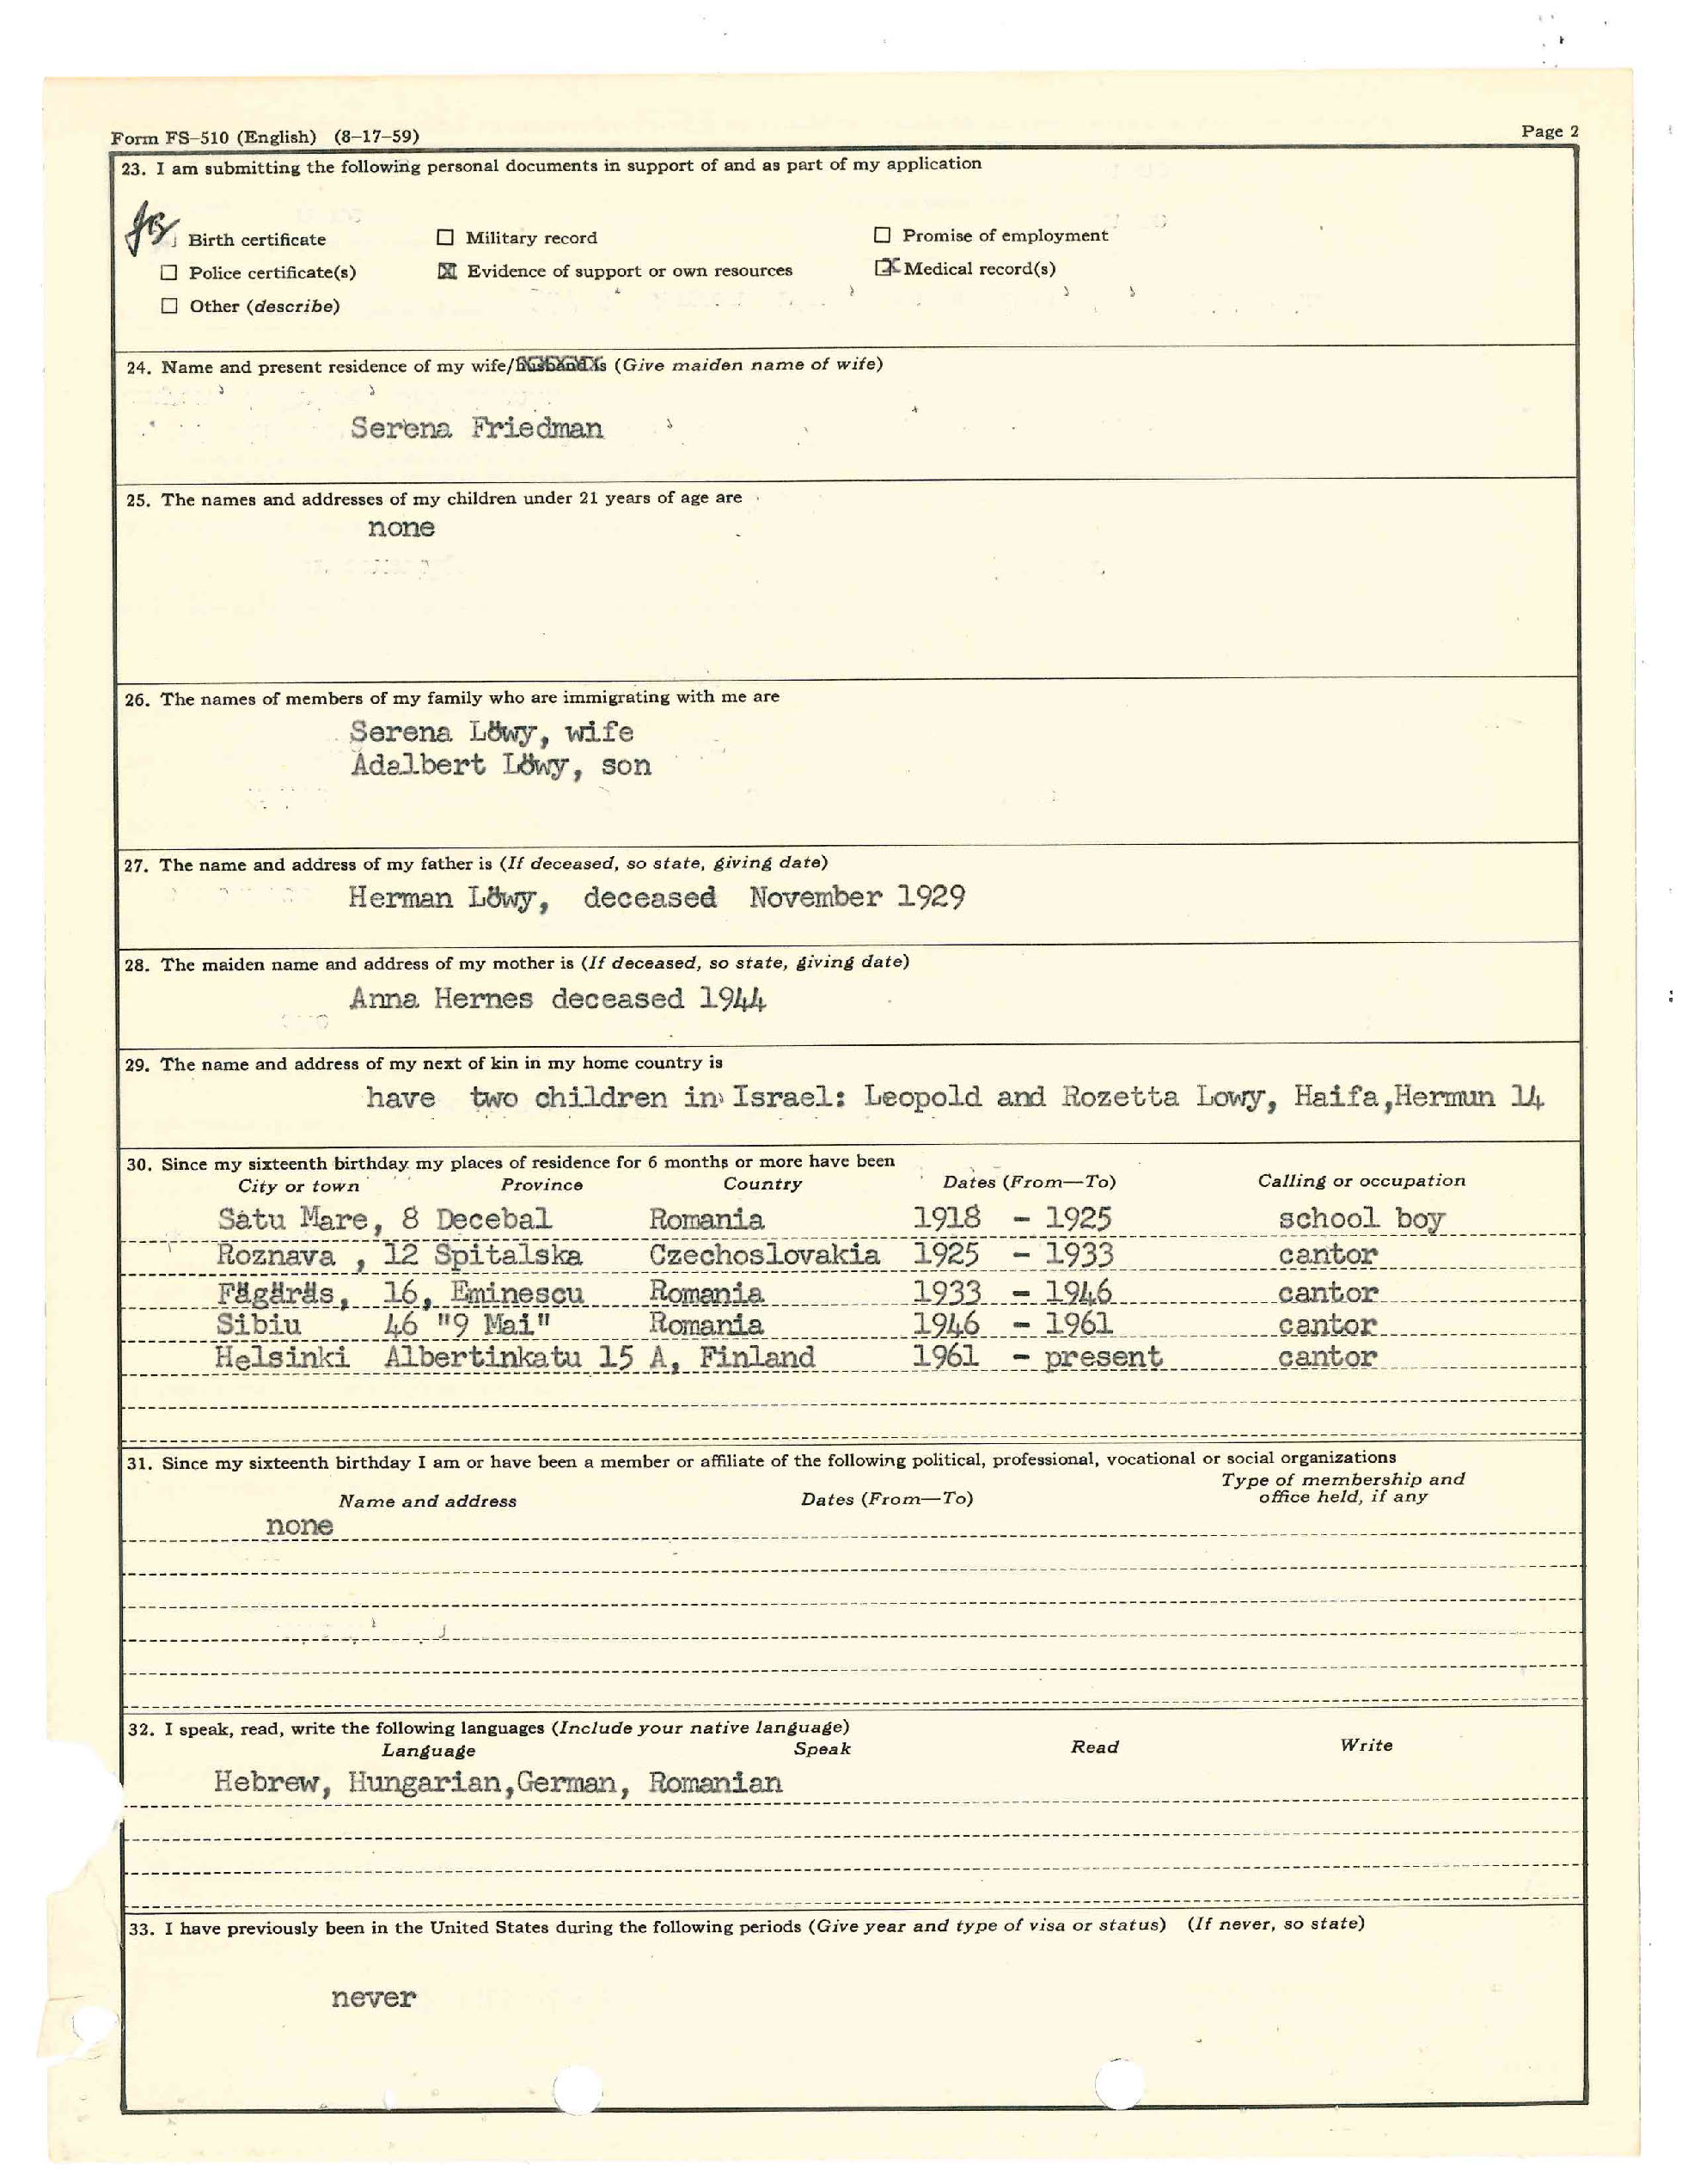 Form FS-510 (English) (8-17-59) Page 2
23. I am submitting the following personal documents in support of and as part of my application
Birth certificate ☐ Military record ☐ Promise of employment
☐ Police certificate(s) ☒ Evidence of support or own resources ☒ Medical record(s)
☐ Other (describe)
24. Name and present residence of my wife/husband is (Give maiden name of wife)
Serena Friedman
25. The names and addresses of my children under 21 years of age are
none
26. The names of members of my family who are immigrating with me are
Serena Löwy, wife
Adalbert Löwy, son
27. The name and address of my father is (If deceased, so state, giving date)
Herman Löwy, deceased November 1929
28. The maiden name and address of my mother is (If deceased, so state, giving date)
Anna Hernes deceased 1944
29. The name and address of my next of kin in my home country is
have two children in Israel: Leopold and Rozetta Lowy, Haifa,Hermun 14
30. Since my sixteenth birthday my places of residence for 6 months or more have been
City or town Province Country Dates (From—To) Calling or occupation
Satu Mare, 8 Decebal Romania 1918 - 1925 school boy
Roznava , 12 Spitalska Czechoslovakia 1925 - 1933 cantor
Fägäräs, 16, Eminescu Romania 1933 - 1946 cantor
Sibiu 46 "9 Mai" Romania 1946 - 1961 cantor
Helsinki Albertinkatu 15 A, Finland 1961 - present cantor
31. Since my sixteenth birthday I am or have been a member or affiliate of the following political, professional, vocational or social organizations
Name and address Dates (From—To) Type of membership and office held, if any
none
32. I speak, read, write the following languages (Include your native language)
Language Speak Read Write
Hebrew, Hungarian,German, Romanian
33. I have previously been in the United States during the following periods (Give year and type of visa or status) (If never, so state)
never